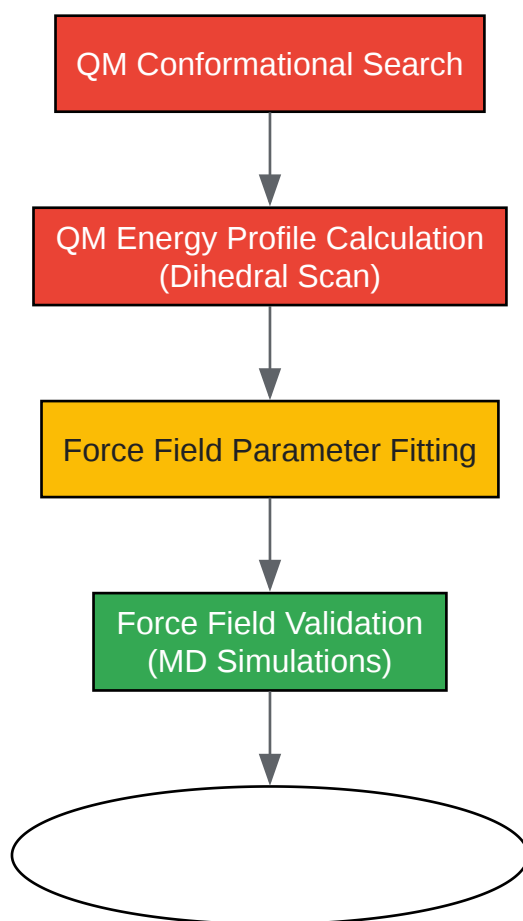 QM Conformational Search
QM Energy Profile Calculation
(Dihedral Scan)
Force Field Parameter Fitting
Force Field Validation
(MD Simulations)